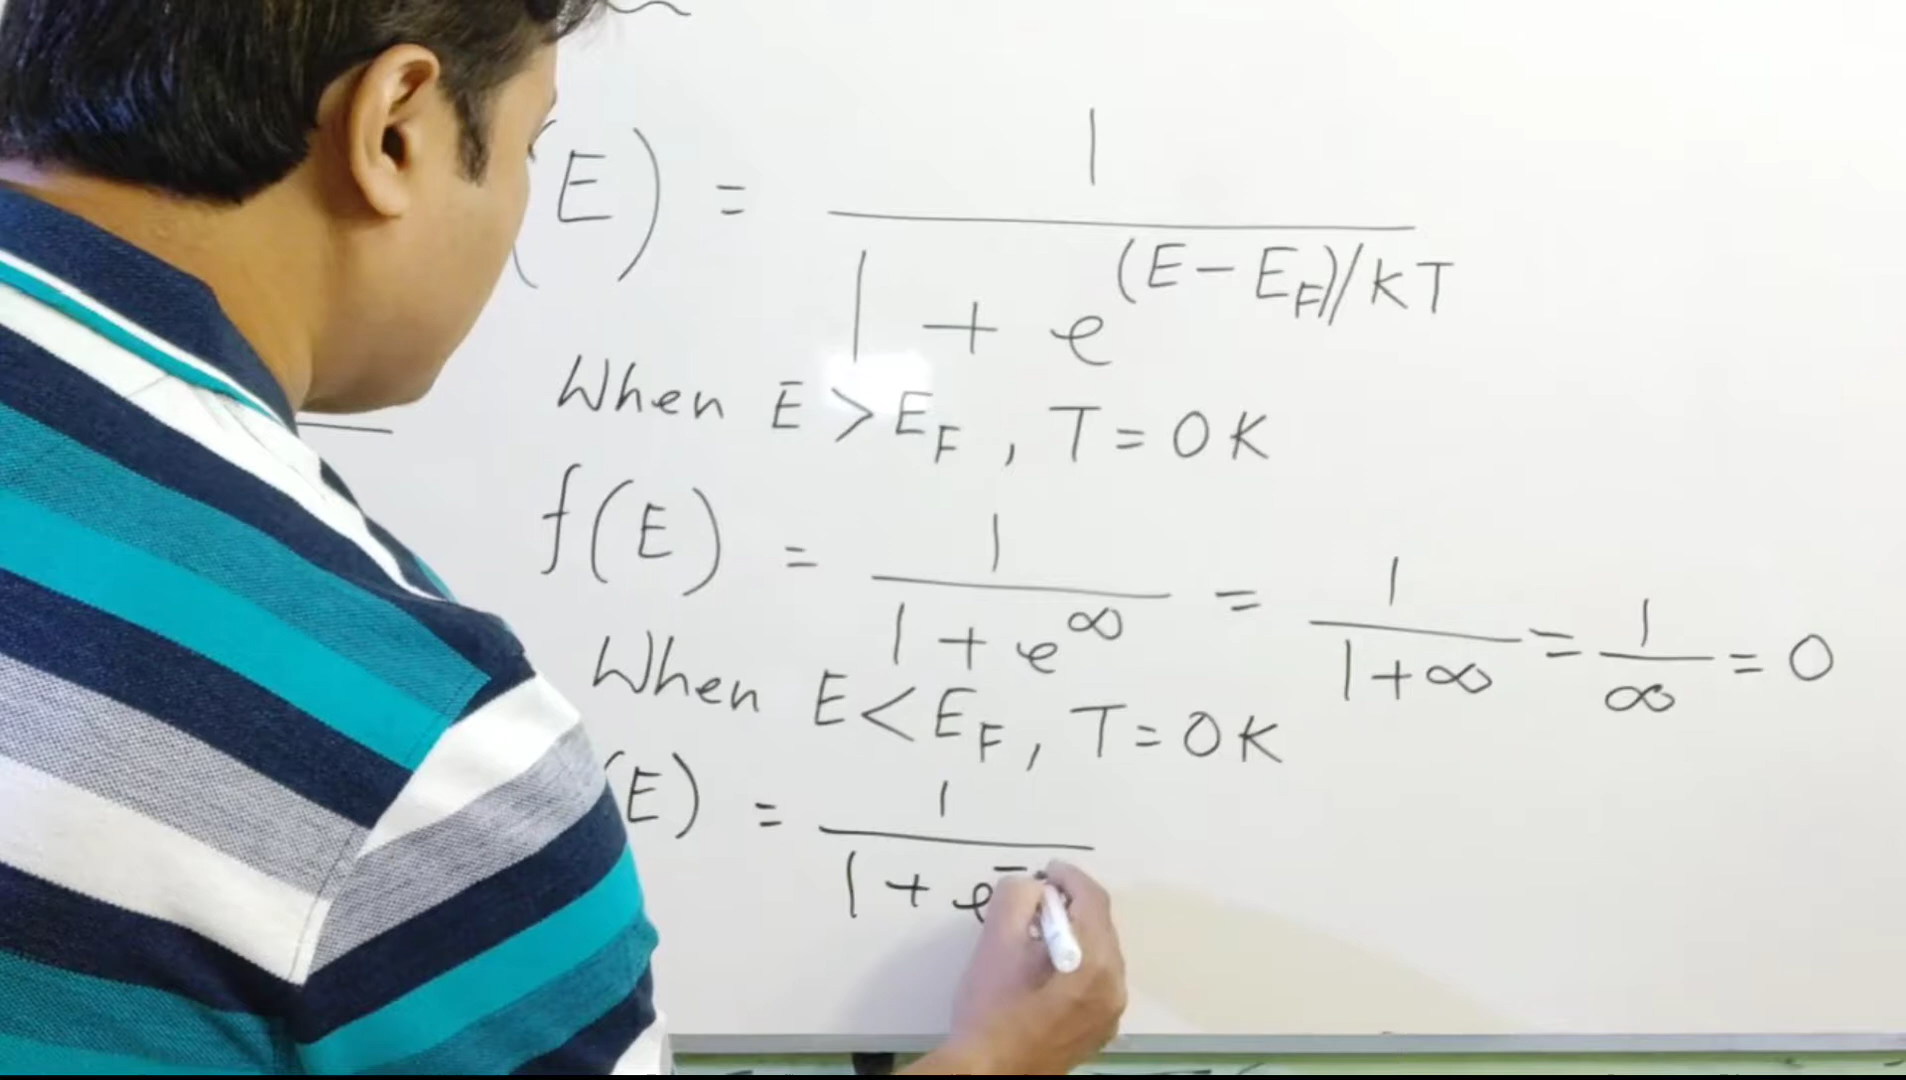 (E) = 1 / 1 + e^(E - E_F)/kT
When E > E_F, T = 0 K
f(E) = 1 / 1 + e^∞ = 1 / 1 + ∞ = 1 / ∞ = 0
When E < E_F, T = 0 K
(E) = 1 / 1 + e^-